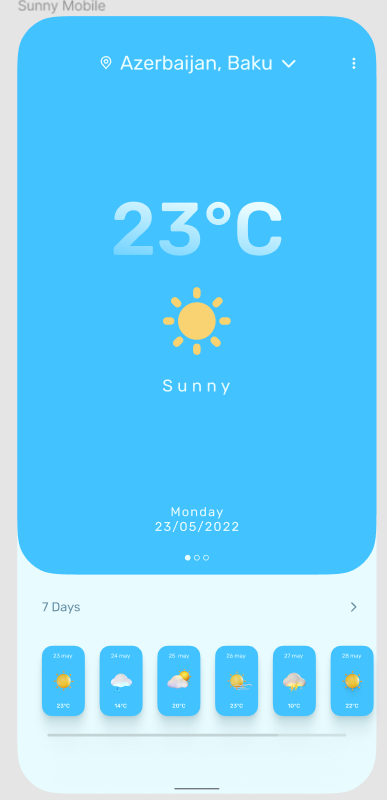 Sunny Mobile
Azerbaijan, Baku
23°C
Sunny
Monday
23/05/2022
7 Days
23 may
24 may
25 may
26 may
27 may
28 may
23°C
14°C
20°C
23°C
10°C
22°C